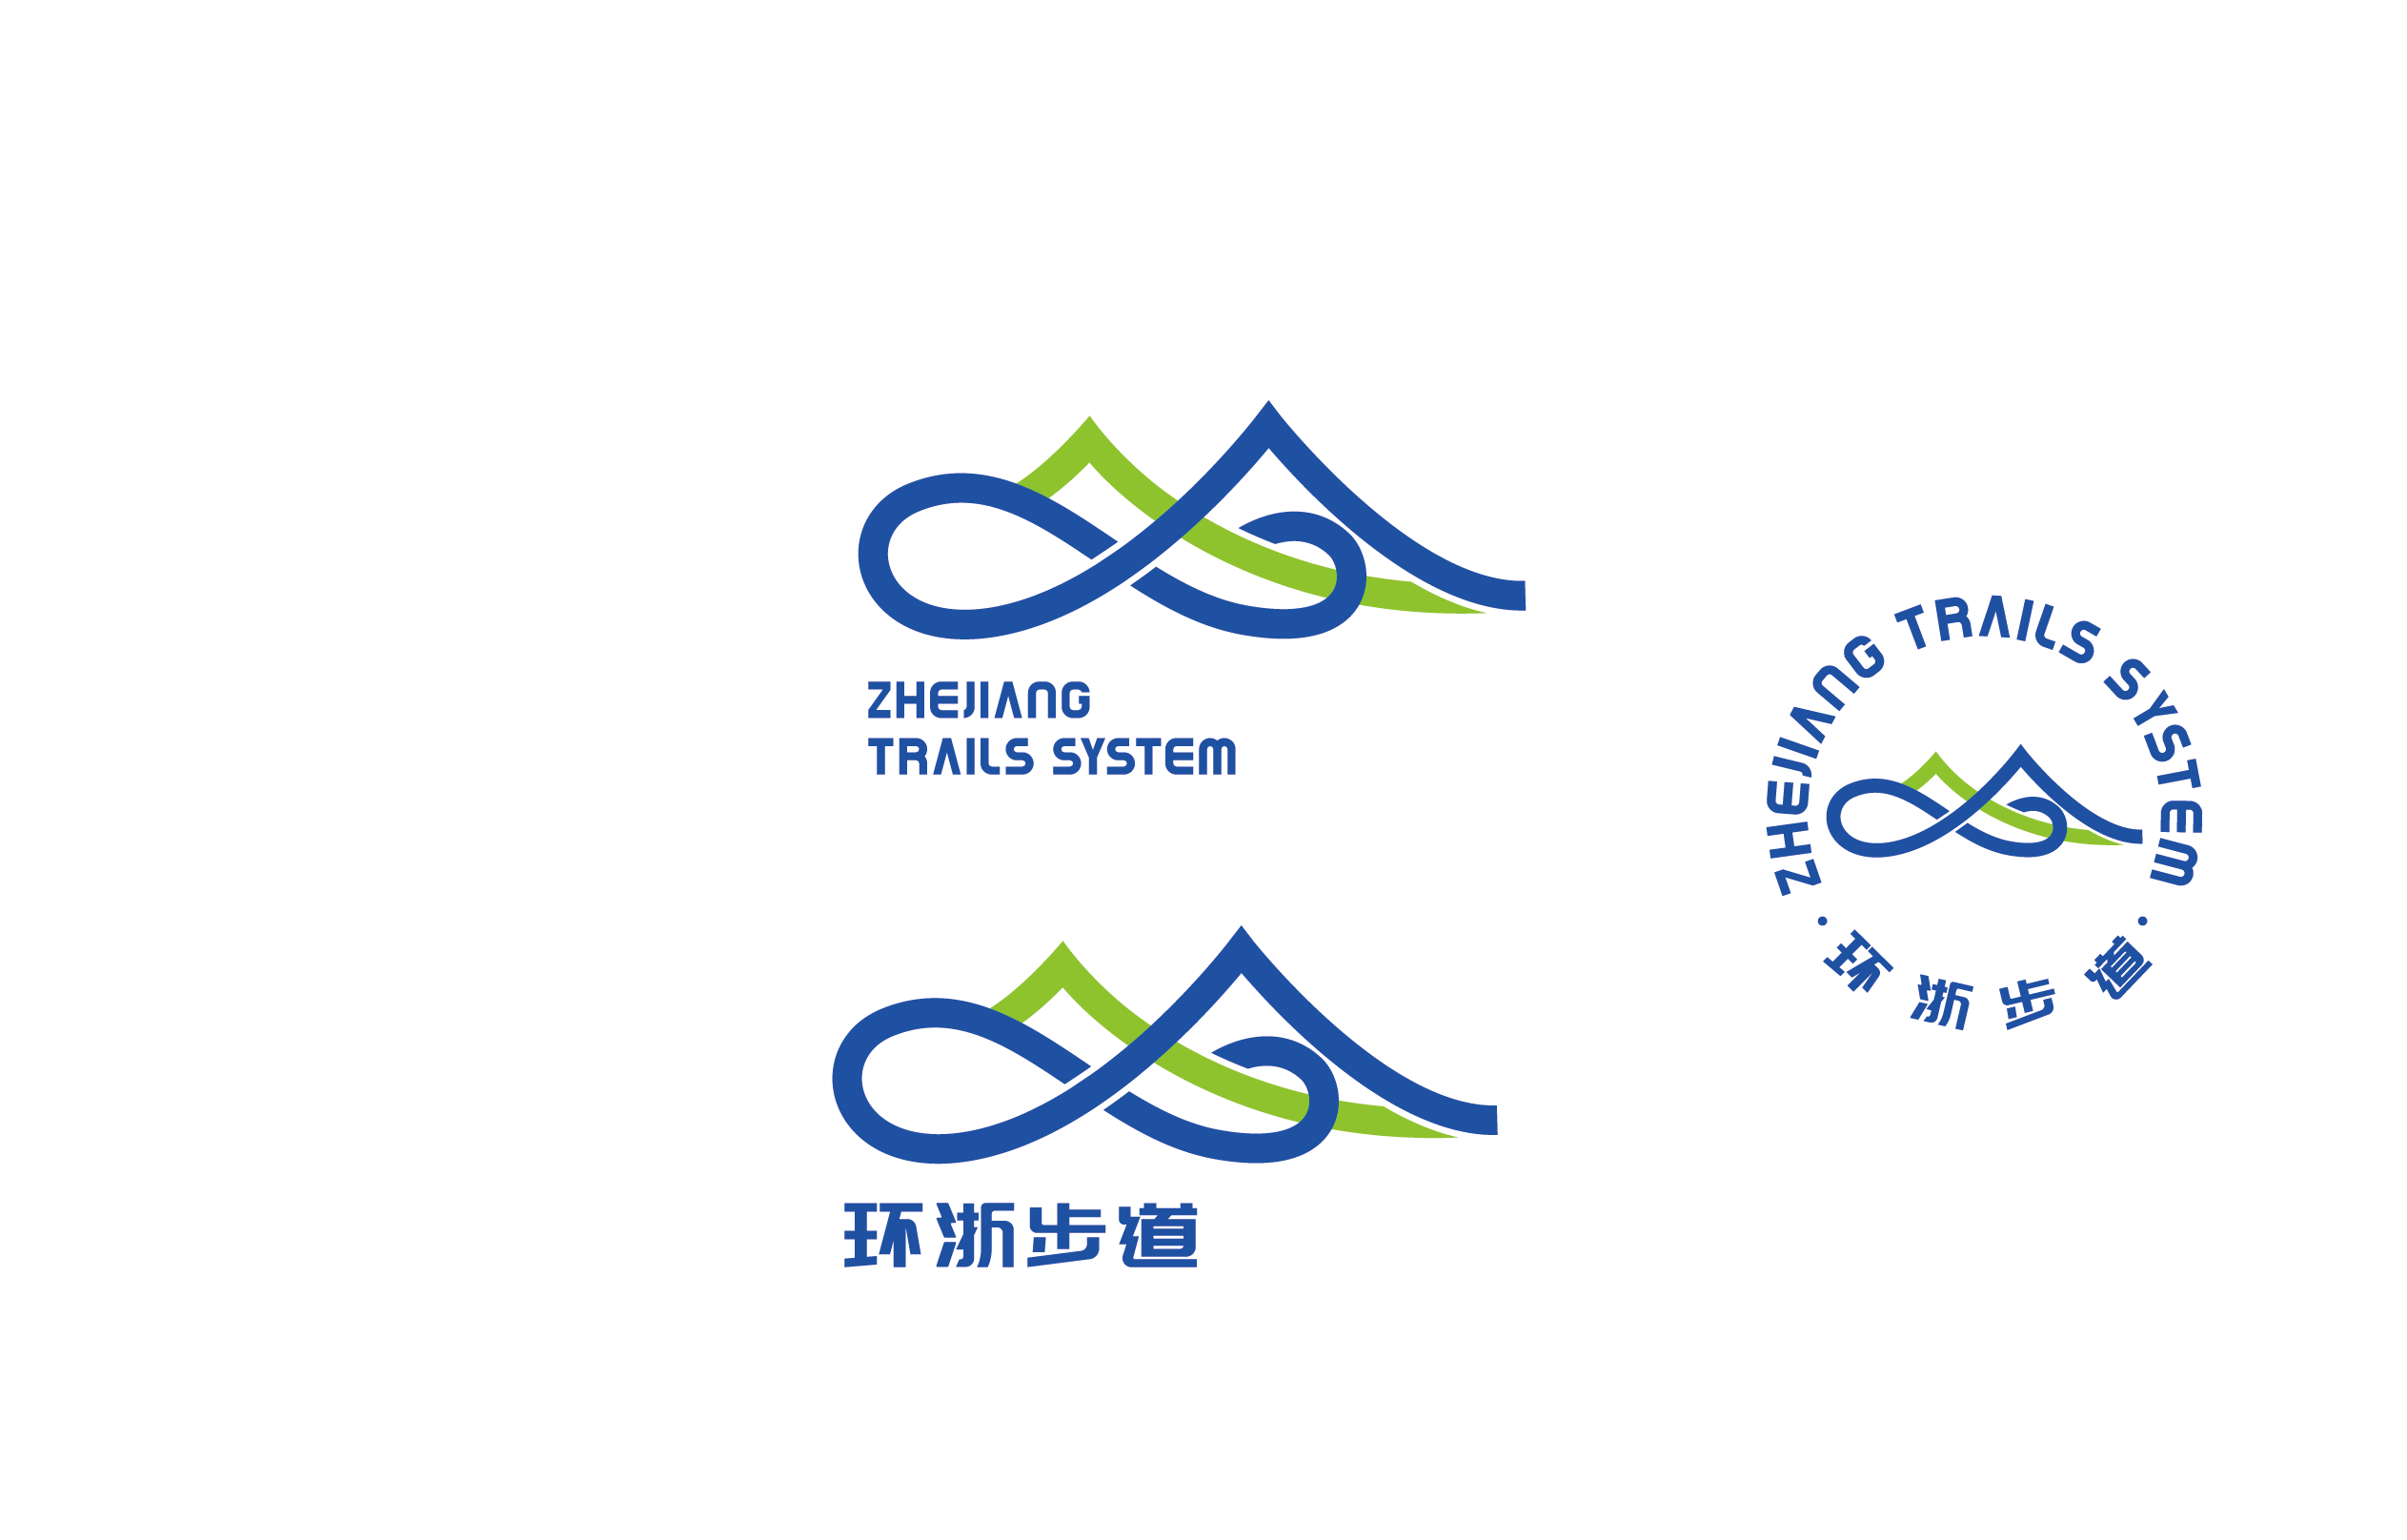 ZHEJIANG
TRAILS SYSTEM
环浙步道
ZHEJIANG TRAILS SYSTEM
·环浙步道·